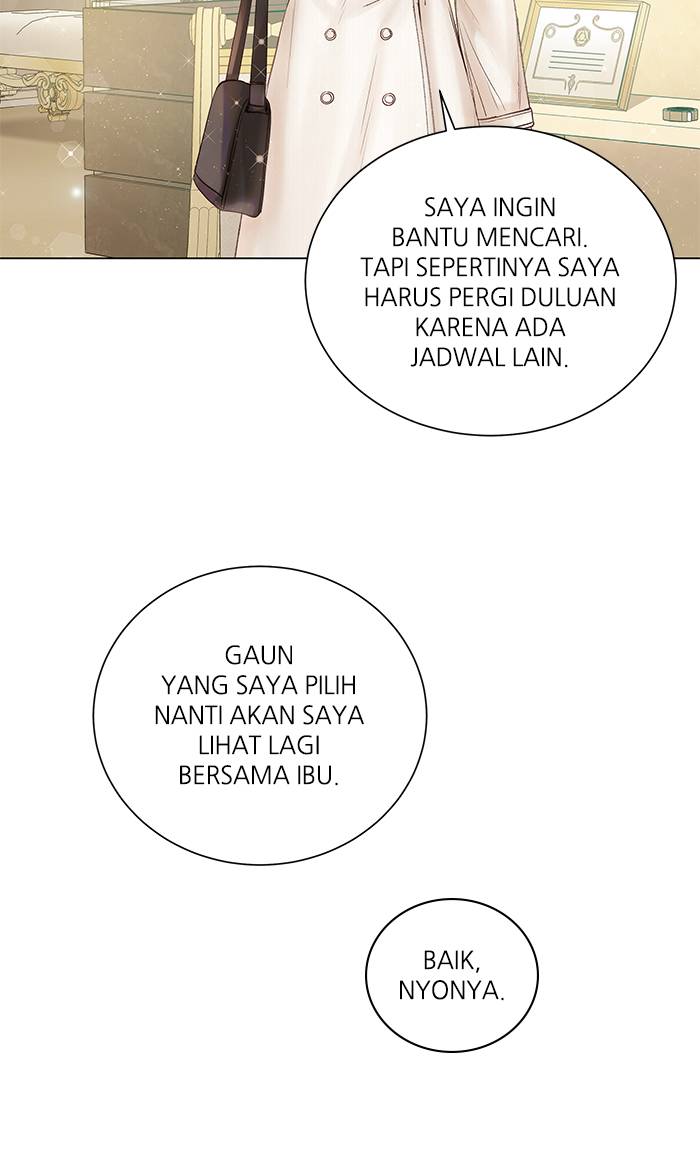 SAYA INGIN
BANTU MENCARI.
TAPI SEPERTINYA SAYA
HARUS PERGI DULUAN
KARENA ADA
JADWAL LAIN.
GAUN
YANG SAYA PILIH
NANTI AKAN SAYA
LIHAT LAGI
BERSAMA IBU.
BAIK,
NYONYA.